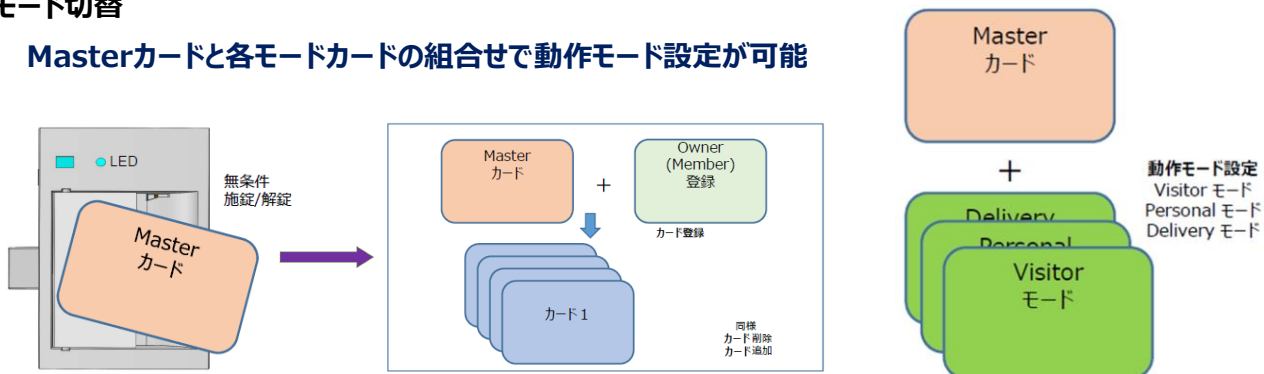 モード切替
Masterカードと各モードカードの組合せで動作モード設定が可能
LED
Master
カード
無条件
施錠/解錠
Master
カード
+
Owner
(Member)
登録
カード登録
カード1
同様
カード削除
カード追加
Master
カード
+
Delivery
Personal
Visitor
モード
動作モード設定
Visitor モード
Personal モード
Delivery モード